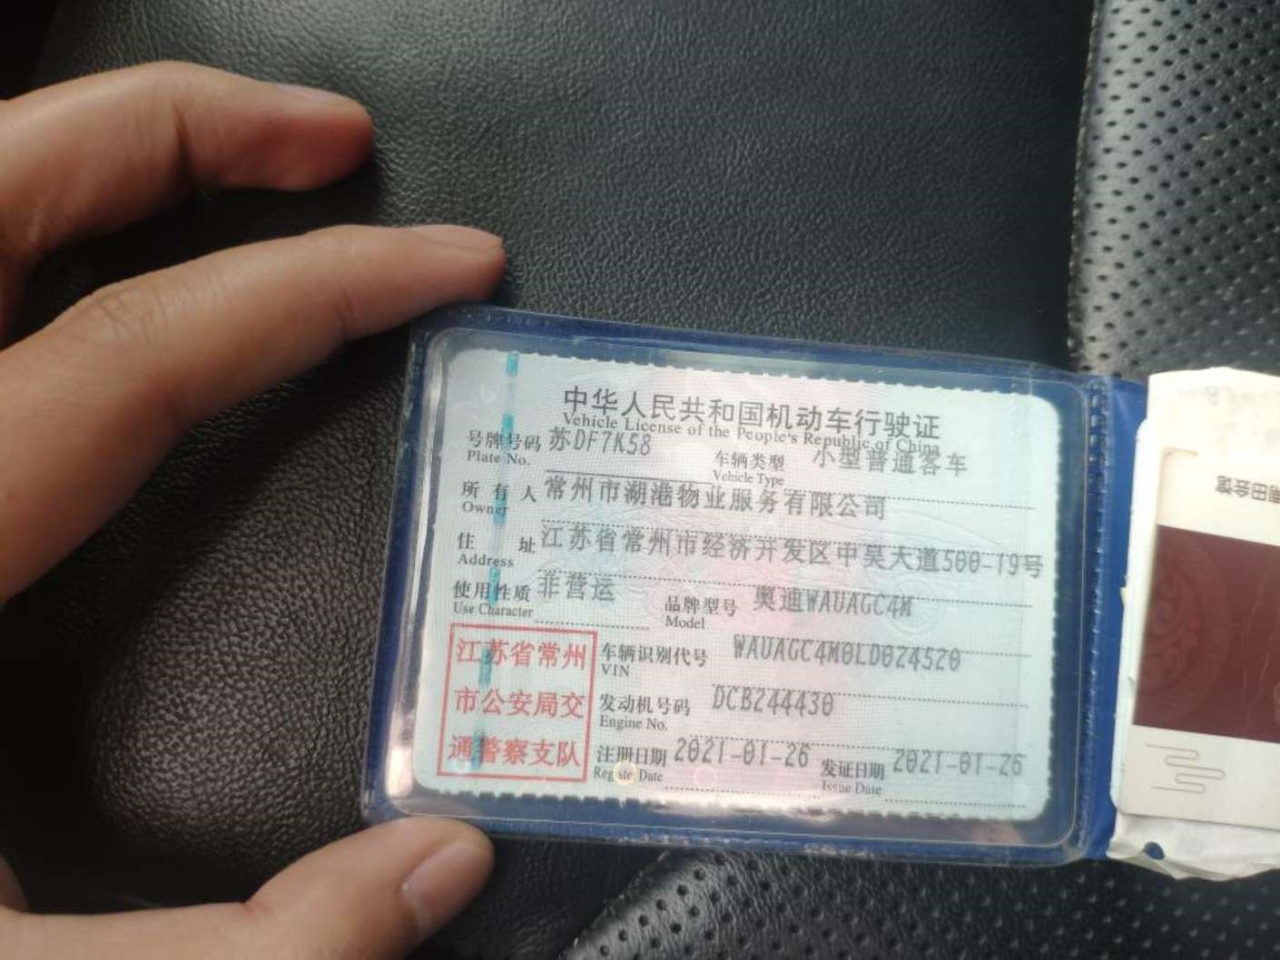 中华人民共和国机动车行驶证
Vehicle License of the People's Republic of China
号牌号码 苏DF7K58 车辆类型 小型普通客车
Plate No. Vehicle Type
所有人 常州市湖港物业服务有限公司
Owner
住址 江苏省常州市经济开发区中吴大道500-19号
Address
使用性质 非营运 品牌型号 奥迪WAUAGC4M
Use Character Model
江苏省常州
市公安局交
通警察支队
车辆识别代号 WAUAGC4M0LD024520
VIN
发动机号码 DCB244430
Engine No.
注册日期 2021-01-26 发证日期 2021-01-26
Register Date Issue Date